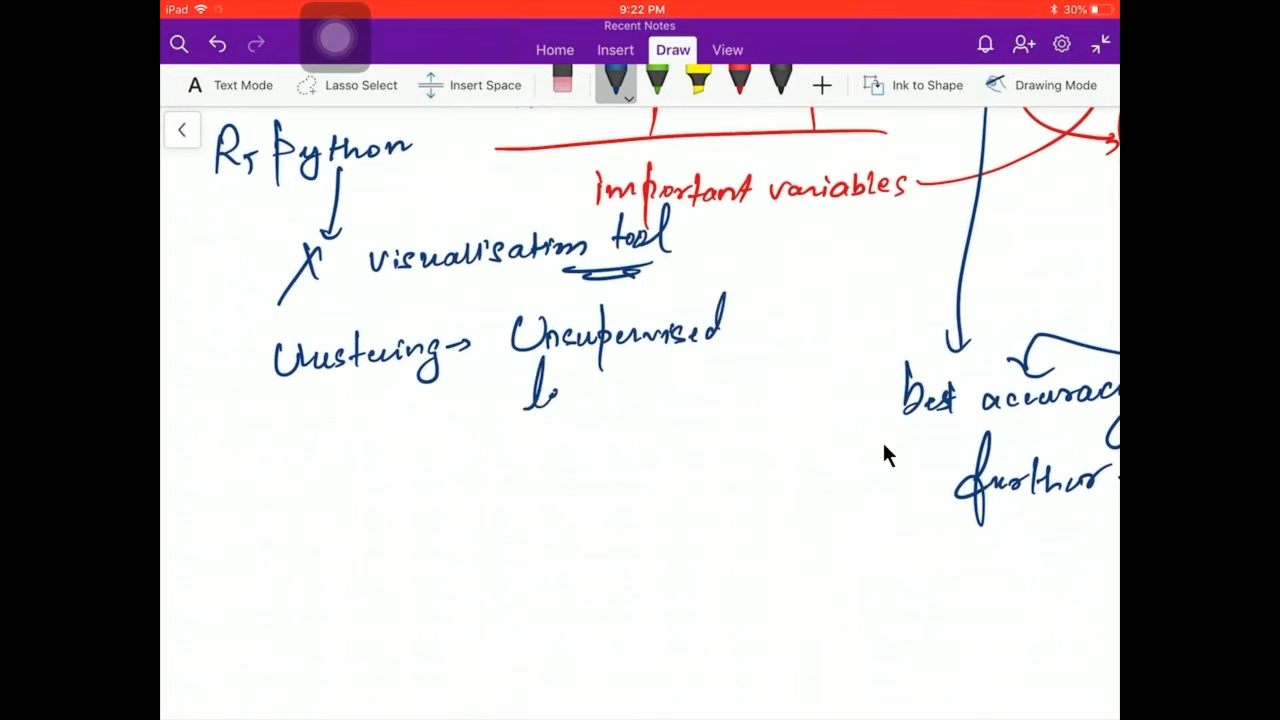 iPad 9:22 PM 30%
Recent Notes
Home Insert Draw View
A Text Mode Lasso Select Insert Space Ink to Shape Drawing Mode
R, Python
important variables
X visualisation tool
Clustering → Unsupervised
best accuracy
further